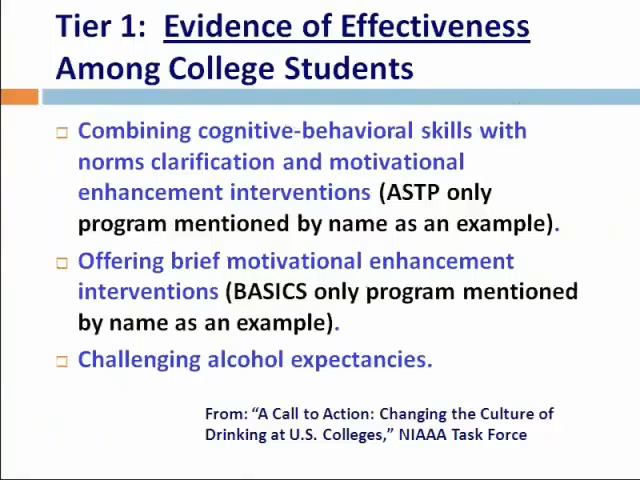 Tier 1:  Evidence of Effectiveness
Among College Students
Combining cognitive-behavioral skills with
norms clarification and motivational
enhancement interventions (ASTP only
program mentioned by name as an example).
Offering brief motivational enhancement
interventions (BASICS only program mentioned
by name as an example).
Challenging alcohol expectancies.
From: “A Call to Action: Changing the Culture of
Drinking at U.S. Colleges,” NIAAA Task Force